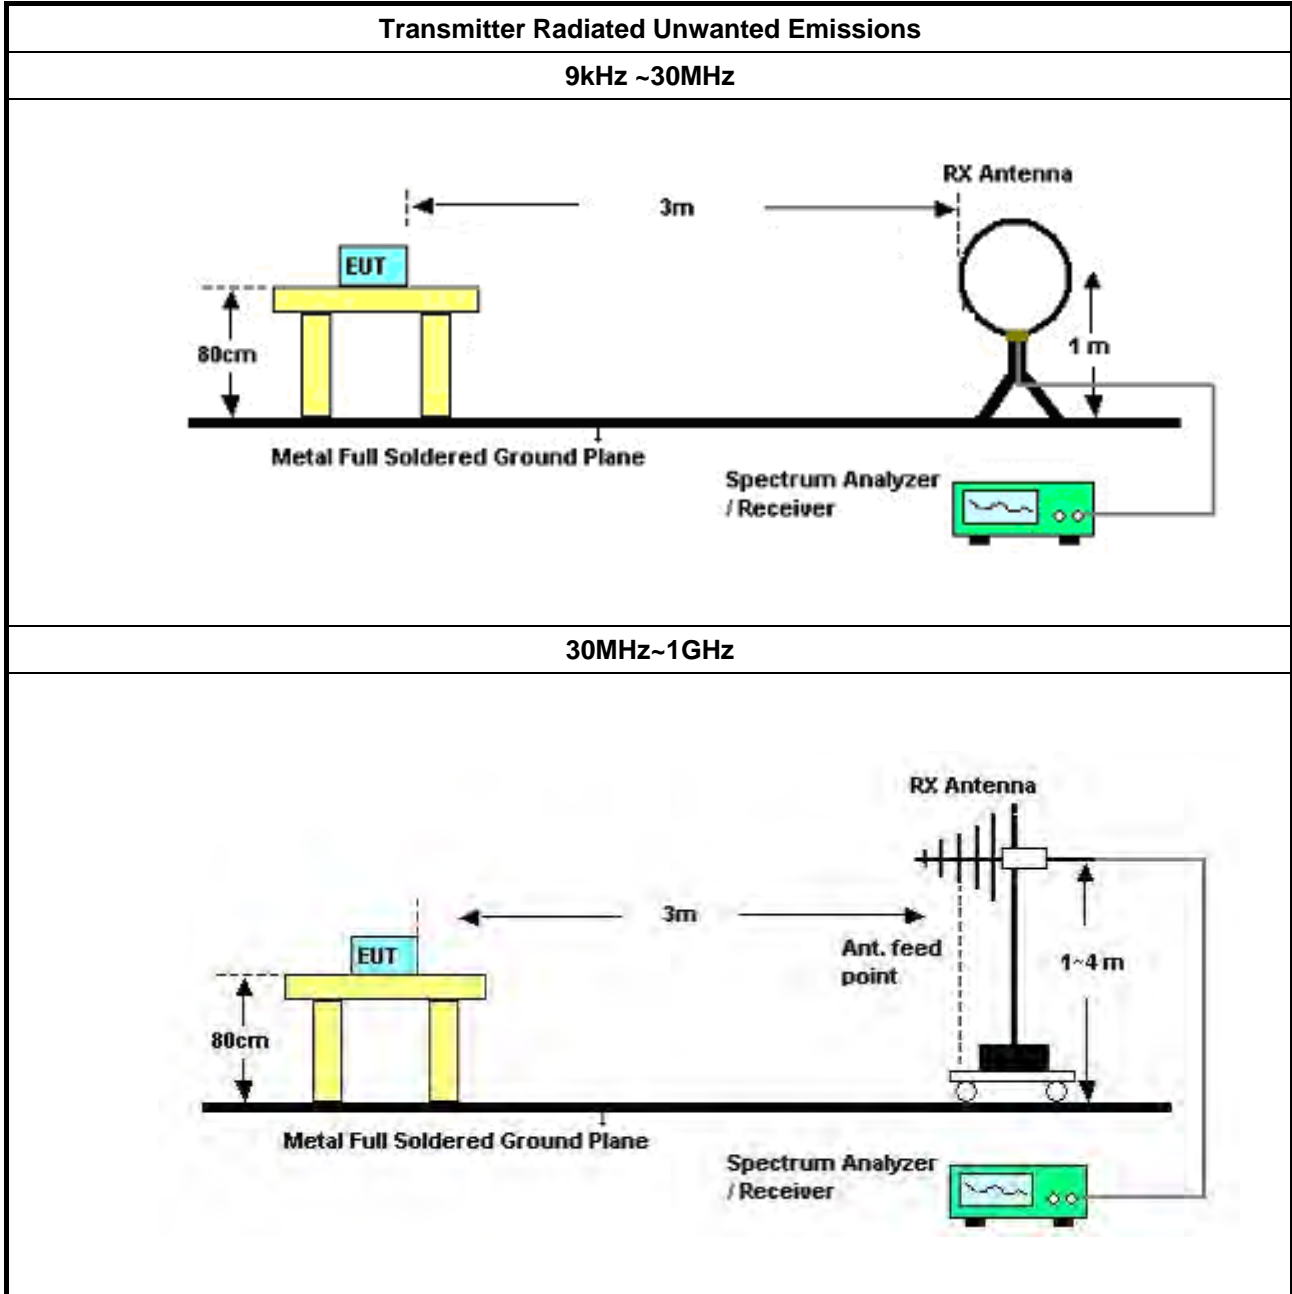 Transmitter Radiated Unwanted Emissions
9kHz ~30MHz
RX Antenna
3m
EUT
80cm
1 m
Metal Full Soldered Ground Plane
Spectrum Analyzer
/ Receiver
30MHz~1GHz
RX Antenna
3m
Ant. feed
point
EUT
1~4 m
80cm
Metal Full Soldered Ground Plane
Spectrum Analyzer
/ Receiver